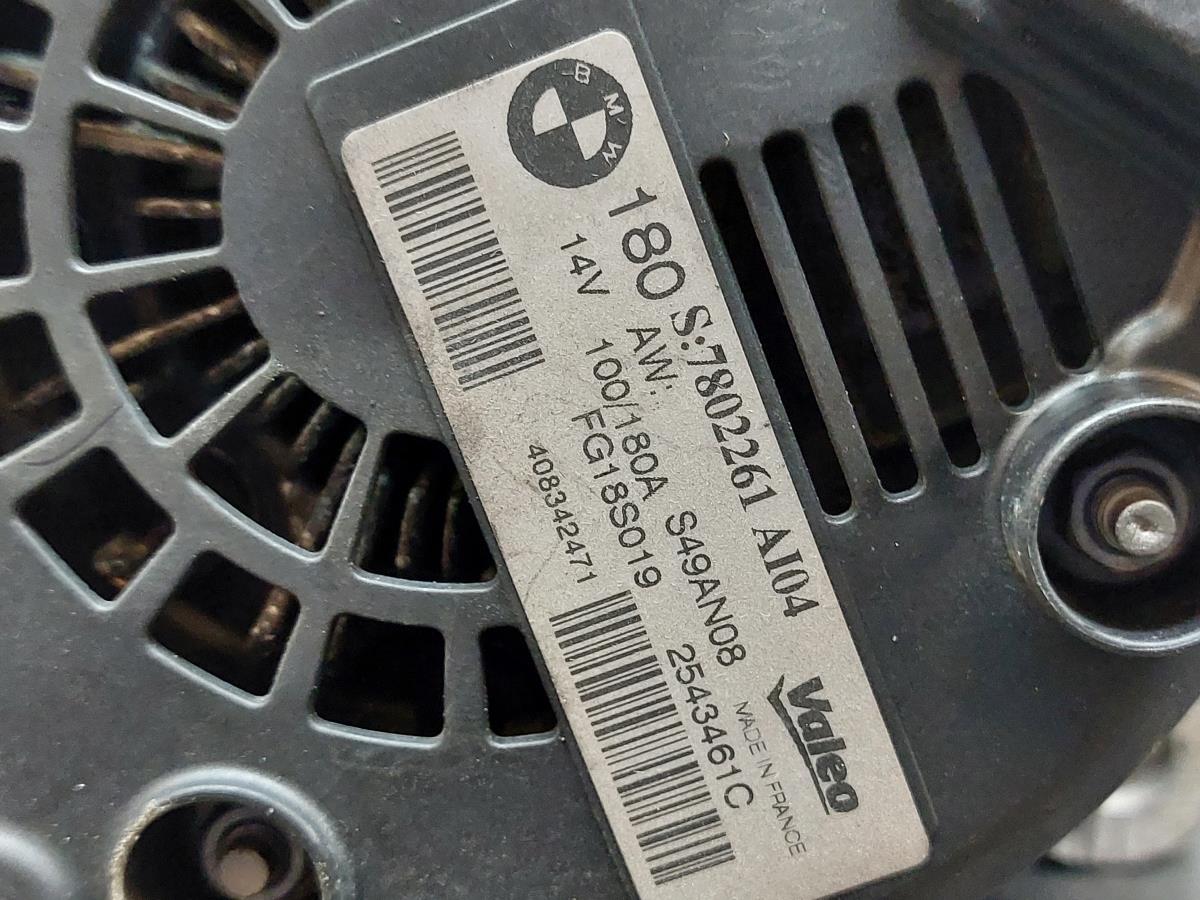 BMW
180 S:7802261 AI04
AW:
14V 100/180A S49AN08
FG18S019 2543461C
408342471
Valeo
MADE IN FRANCE